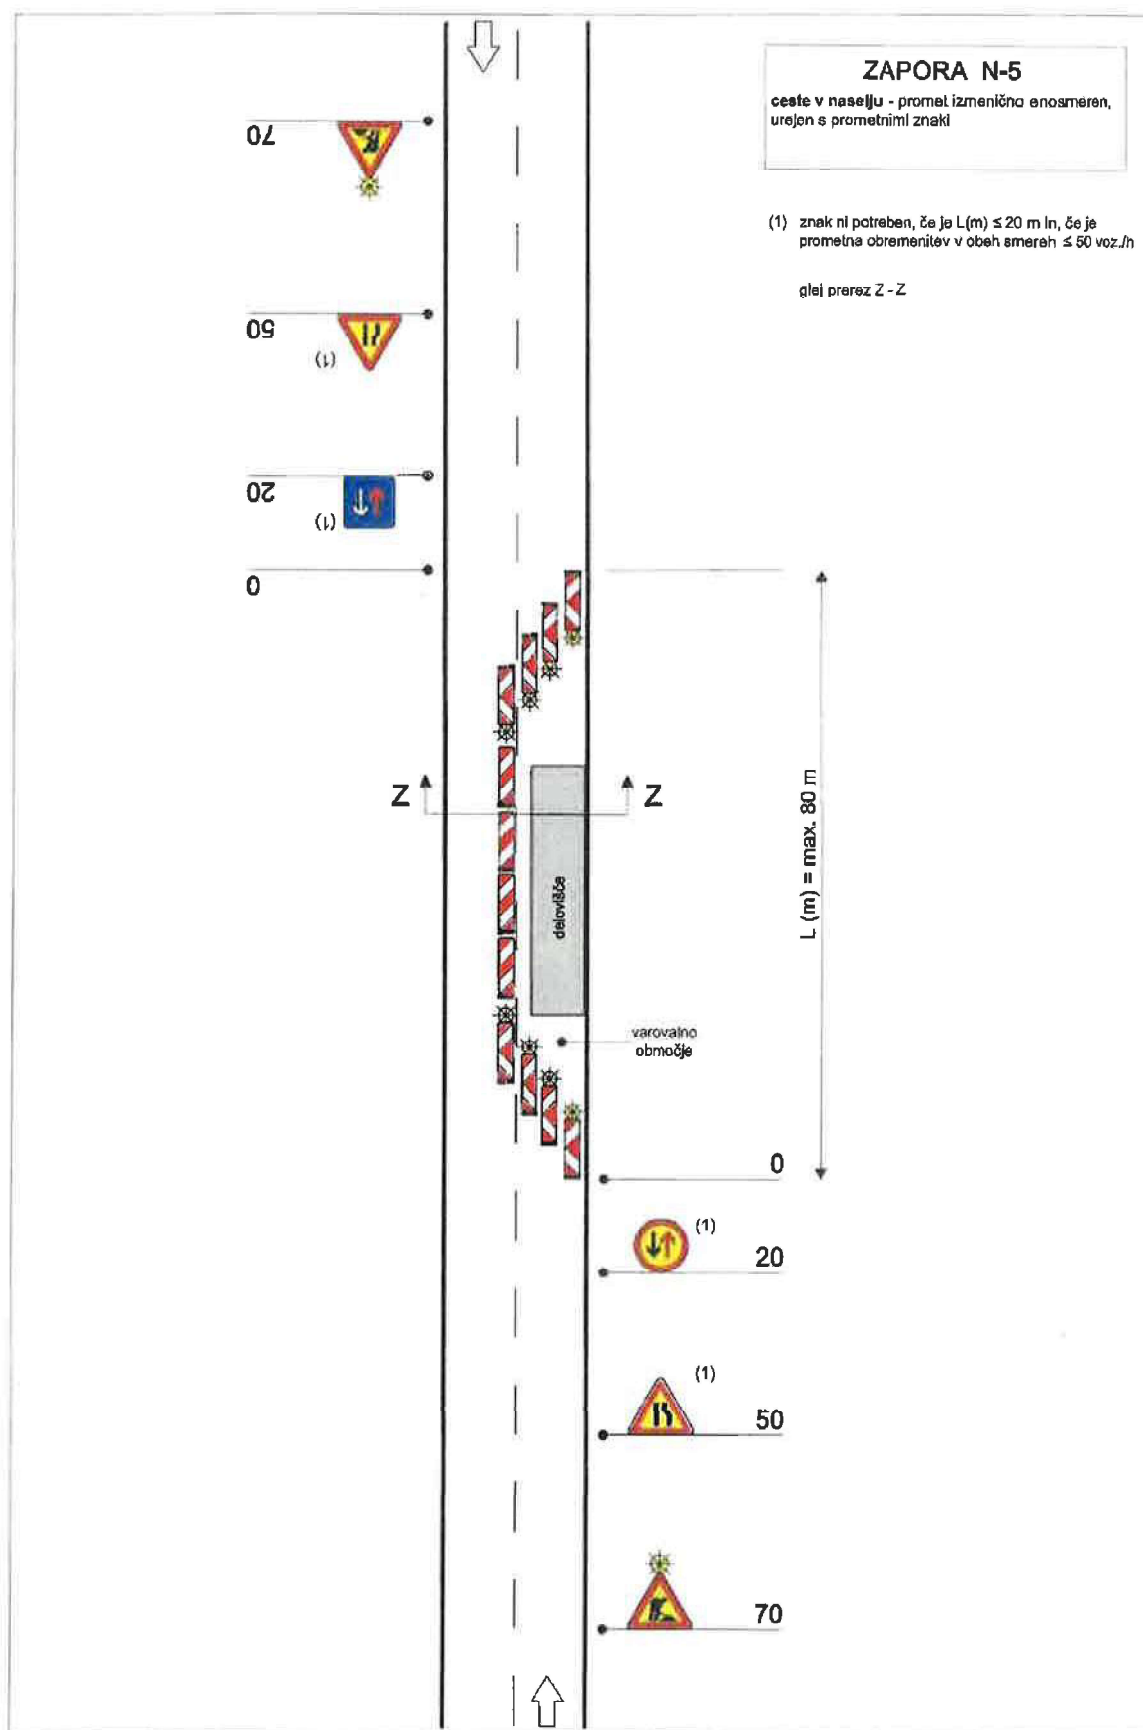 ZAPORA N-5
ceste v naselju - promet izmenično enosmeren,
urejen s prometnimi znaki
(1) znak ni potreben, če je L(m) ≤ 20 m in, če je
prometna obremenitev v obeh smereh ≤ 50 voz./h
glej prerez Z - Z
70
50
(1)
20
(1)
0
Z
Z
delovišče
L (m) = max. 80 m
varovalno
območje
0
(1)
20
(1)
50
70